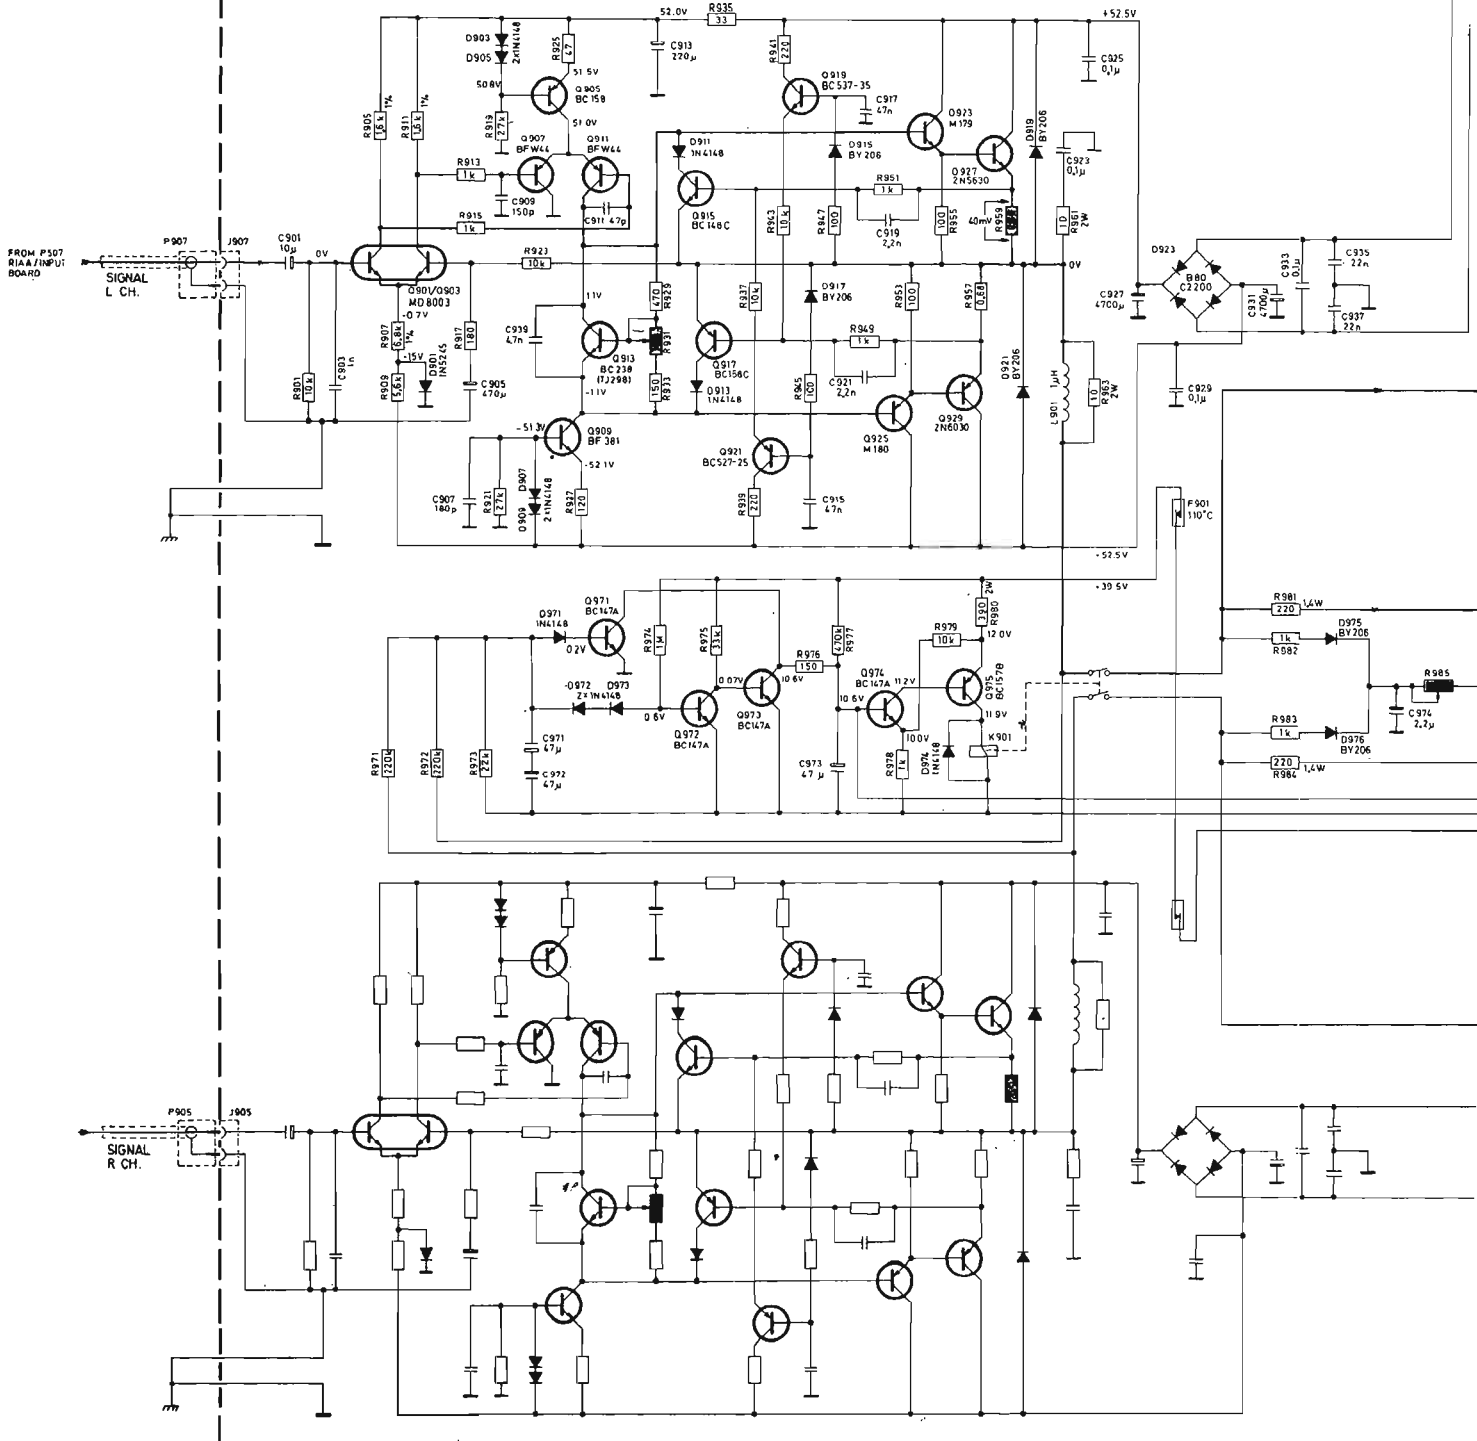 52.0V
R935
33
+52.5V
D903
D905
2x1N4148
R925
47
C913
220µ
R941
220
C925
0,1µ
51.5V
50.8V
Q905
BC158
Q919
BC537-35
C917
47n
R905
1,6k
1%
R911
1,6k
1%
R919
2,7k
51.0V
Q907
BFW44
Q911
BFW44
Q923
M179
D919
BY206
D911
1N4148
D915
BY206
Q927
2N5630
C923
0,1µ
R913
1k
C909
150p
C911 47p
Q915
BC148C
R943
10k
R947
100
R951
1k
C919
2,2n
R955
100
40mV
R959
R961
10
2W
R915
1k
P907
J907
C901
10µ
0V
R923
10k
0V
D923
B80
C2200
C933
0,1µ
C935
22n
FROM P507
RIAA/INPUT
BOARD
SIGNAL
L CH.
Q901/Q903
MD8003
-0.7V
R907
6,8k
1%
R917
180
-15V
D901
1N5245
R909
5,6k
C905
470µ
R901
10k
C903
1n
1.1V
C939
4,7n
Q913
BC238
(TJ298)
-1.1V
R929
470
R931
R933
150
R937
10k
D917
BY206
R953
100
R957
0,68
C927
4700µ
C931
4700µ
C937
22n
Q917
BC158C
D913
1N4148
R945
100
R949
1k
C921
2,2n
D921
BY206
L901 1µH
R963
10
2W
C929
0,1µ
Q925
M180
Q929
2N6030
-51.3V
Q909
BF381
-52.1V
Q921
BC527-25
C907
180p
R921
27k
D907
D909
2x1N4148
R927
120
R939
220
C915
47n
F901
110°C
-52.5V
+39.5V
D971
1N4148
Q971
BC147A
0.2V
R974
1M
R975
33k
R976
150
R977
470k
R979
10k
R980
390
2W
12.0V
R981
220
1,4W
1k
R982
D975
BY206
R985
D972
D973
2x1N4148
0.6V
0.07V
10.6V
Q972
BC147A
Q973
BC147A
10.6V
Q974
BC147A
11.2V
Q975
BC157B
11.9V
10.0V
K901
D974
1N4148
C971
47µ
C972
47µ
C973
47µ
R978
1k
R971
220k
R972
220k
R973
22k
R983
1k
D976
BY206
220
R984
1,4W
C974
2,2µ
P905
J905
SIGNAL
R CH.